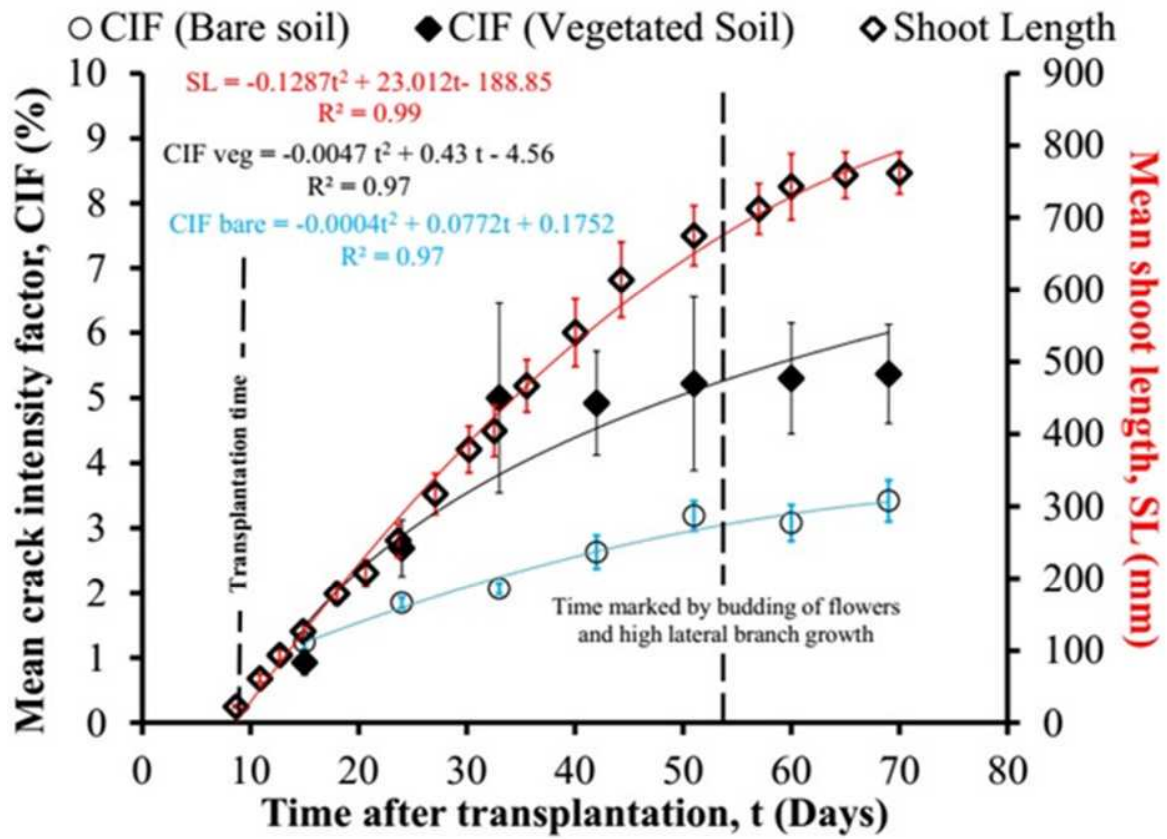 CIF (Bare soil) CIF (Vegetated Soil) Shoot Length
Mean crack intensity factor, CIF (%)
10
9
8
7
6
5
4
3
2
1
0
SL = -0.1287t² + 23.012t- 188.85
R² = 0.99
CIF veg = -0.0047 t² + 0.43 t - 4.56
R² = 0.97
CIF bare = -0.0004t² + 0.0772t + 0.1752
R² = 0.97
Transplantation time
Time marked by budding of flowers
and high lateral branch growth
900
800
700
600
500
400
300
200
100
0
Mean shoot length, SL (mm)
0 10 20 30 40 50 60 70 80
Time after transplantation, t (Days)